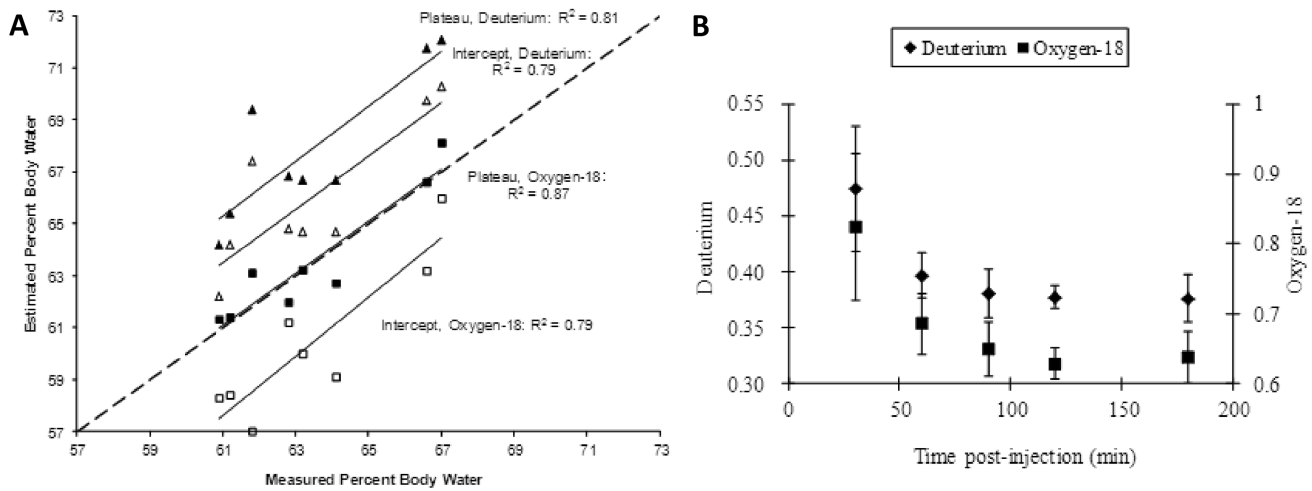 A
73
71
69
67
65
63
61
59
57
Estimated Percent Body Water
Plateau, Deuterium: R² = 0.81
Intercept, Deuterium:
R² = 0.79
Plateau, Oxygen-18:
R² = 0.87
Intercept, Oxygen-18: R² = 0.79
57 59 61 63 65 67 69 71 73
Measured Percent Body Water
B
Deuterium Oxygen-18
0.55
0.50
0.45
0.40
0.35
0.30
Deuterium
1
0.9
0.8
0.7
0.6
Oxygen-18
0 50 100 150 200
Time post-injection (min)